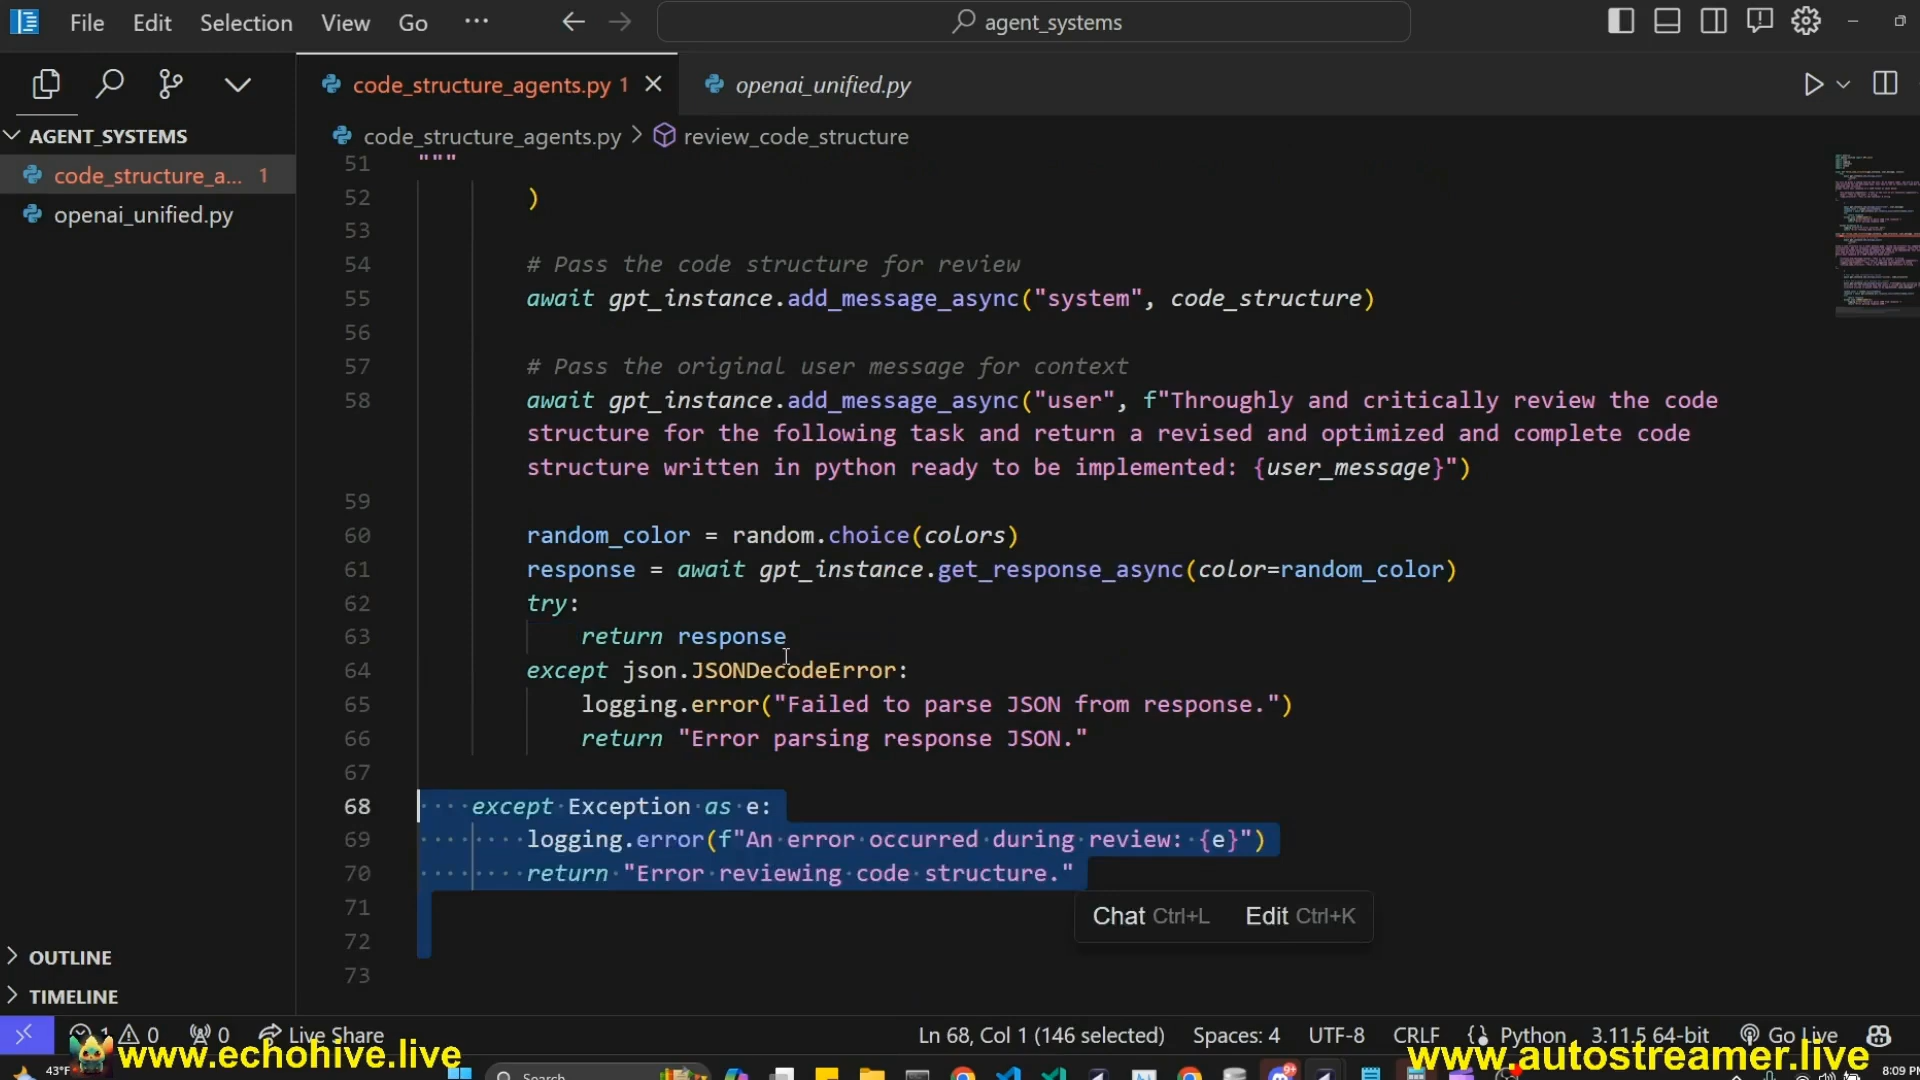 File Edit Selection View Go ··· agent_systems
code_structure_agents.py 1 openai_unified.py
AGENT_SYSTEMS
code_structure_a... 1
openai_unified.py
OUTLINE
TIMELINE
code_structure_agents.py > review_code_structure
51 """
52 )
53
54 # Pass the code structure for review
55 await gpt_instance.add_message_async("system", code_structure)
56
57 # Pass the original user message for context
58 await gpt_instance.add_message_async("user", f"Throughly and critically review the code
structure for the following task and return a revised and optimized and complete code
structure written in python ready to be implemented: {user_message}")
59
60 random_color = random.choice(colors)
61 response = await gpt_instance.get_response_async(color=random_color)
62 try:
63 return response
64 except json.JSONDecodeError:
65 logging.error("Failed to parse JSON from response.")
66 return "Error parsing response JSON."
67
68 except Exception as e:
69 logging.error(f"An error occurred during review: {e}")
70 return "Error reviewing code structure."
71
72
73
Chat Ctrl+L Edit Ctrl+K
1 0 0 Live Share Ln 68, Col 1 (146 selected) Spaces: 4 UTF-8 CRLF {} Python 3.11.5 64-bit Go Live
www.echohive.live www.autostreamer.live
43°F Search 8:09 PM